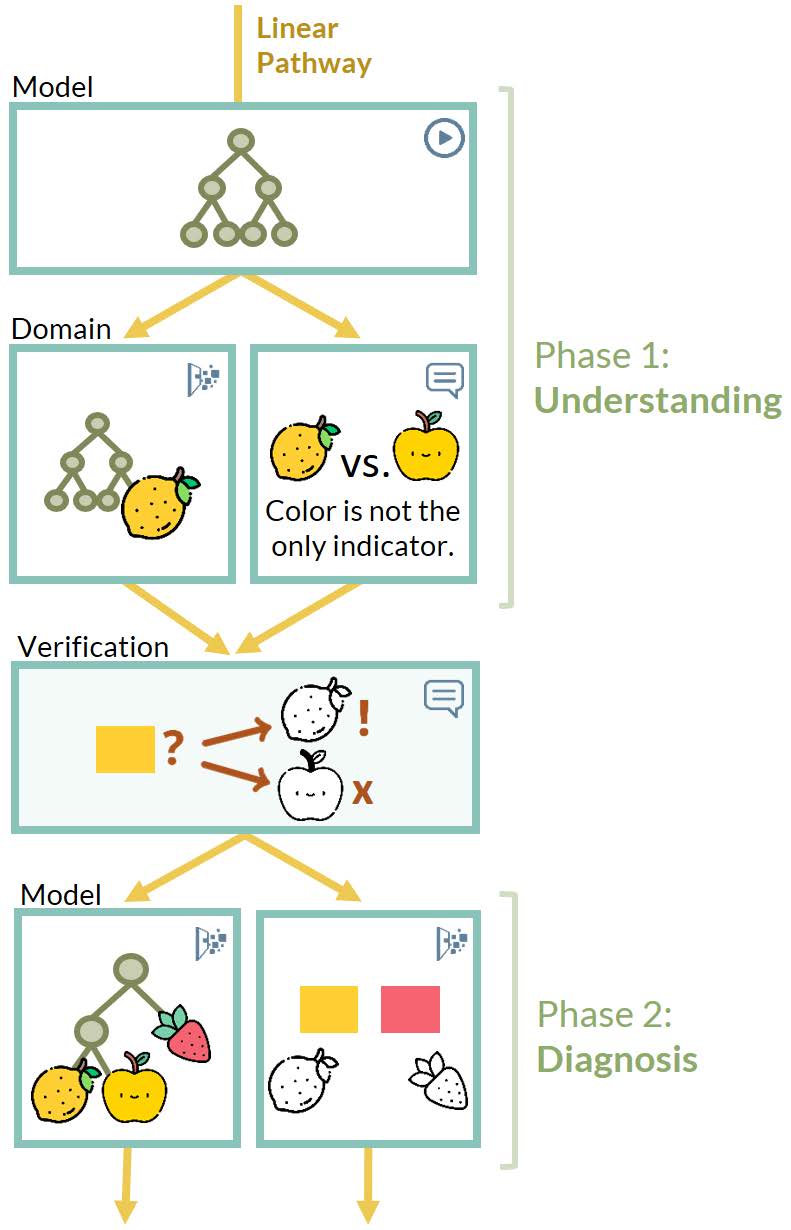 Linear
Pathway
Model
Domain
vs.
Color is not the
only indicator.
Phase 1:
Understanding
Verification
?
!
x
Model
Phase 2:
Diagnosis